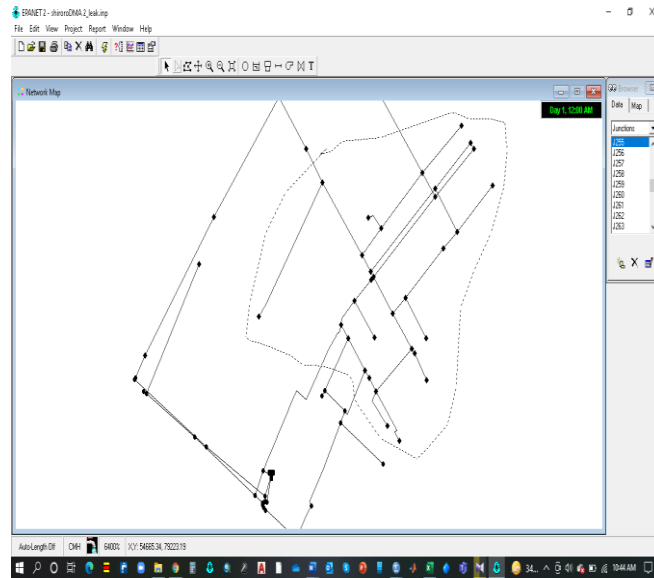 EPANET 2 - shiroroDMA 2_leak.inp
File Edit View Project Report Window Help
T
Network Map
Browser
Day 1, 12:00 AM
Data Map
Junctions
J255
J256
J257
J258
J259
J260
J261
J262
J263
Auto-Length Off CMH 6400% X,Y: 54665.34, 79223.19
34... 10:44 AM